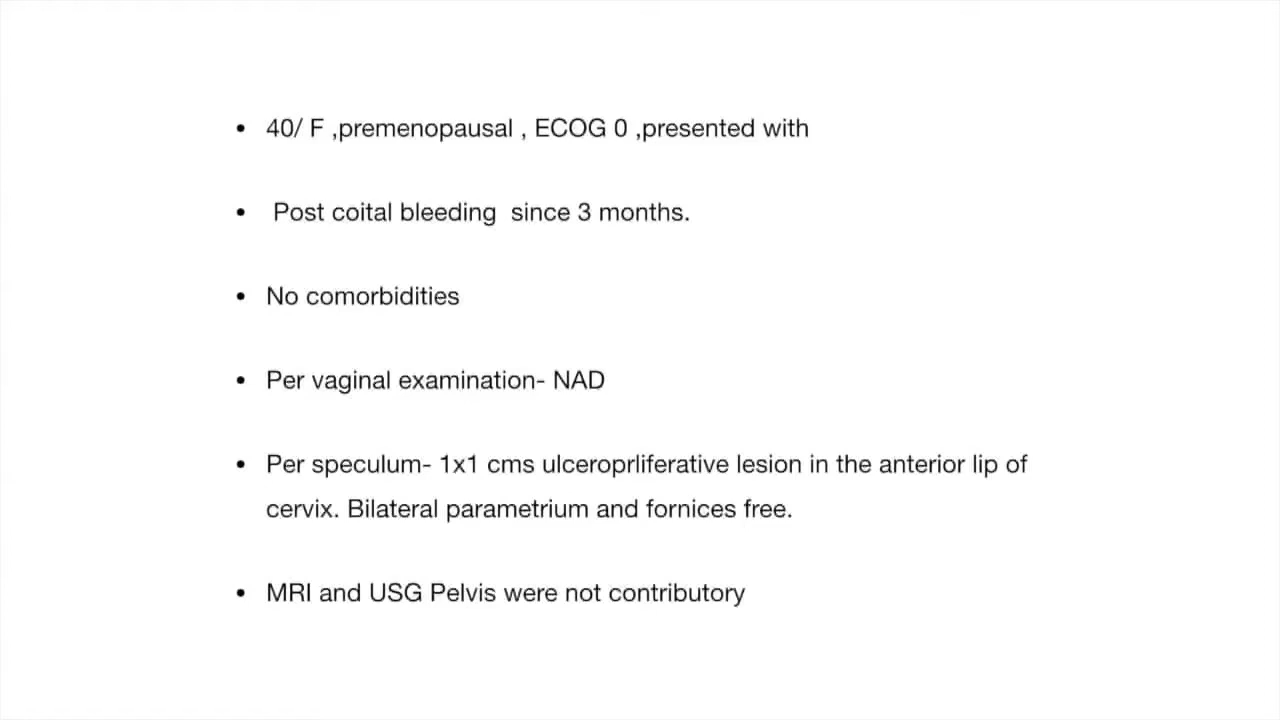 • 40/ F ,premenopausal , ECOG 0 ,presented with
• Post coital bleeding since 3 months.
• No comorbidities
• Per vaginal examination- NAD
• Per speculum- 1x1 cms ulceroprliferative lesion in the anterior lip of
cervix. Bilateral parametrium and fornices free.
• MRI and USG Pelvis were not contributory